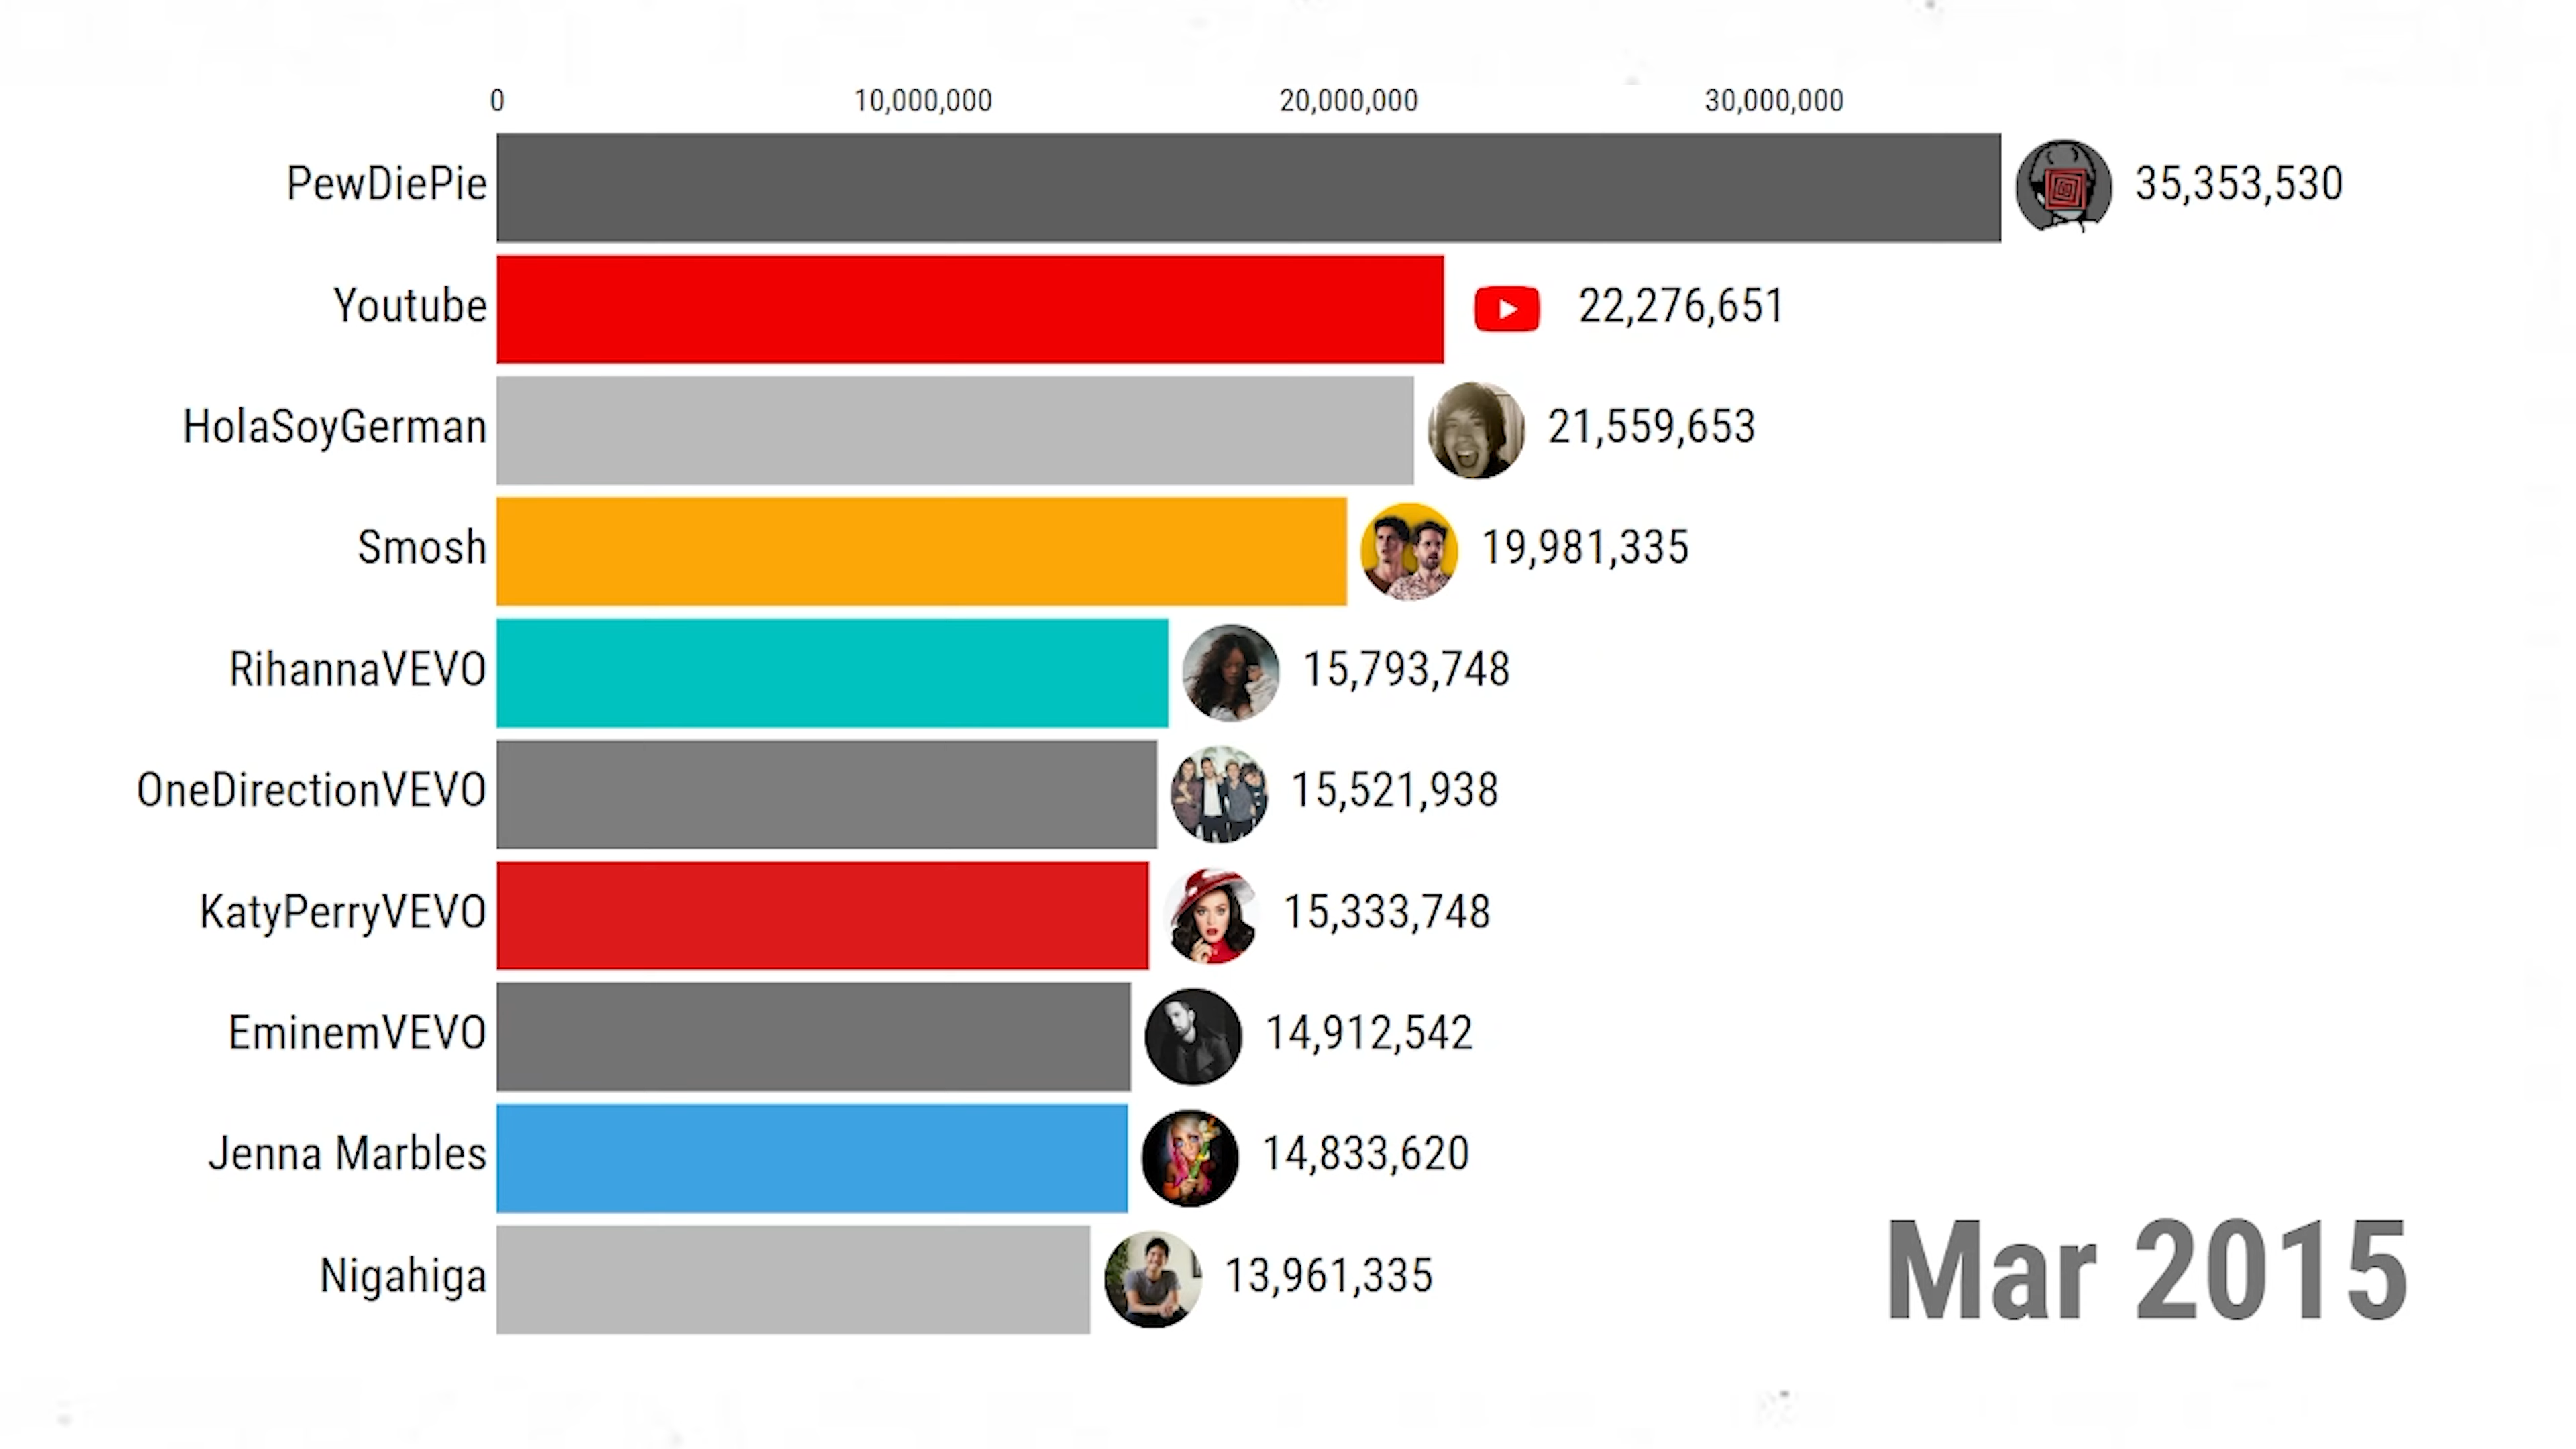 0 10,000,000 20,000,000 30,000,000
PewDiePie 35,353,530
Youtube 22,276,651
HolaSoyGerman 21,559,653
Smosh 19,981,335
RihannaVEVO 15,793,748
OneDirectionVEVO 15,521,938
KatyPerryVEVO 15,333,748
EminemVEVO 14,912,542
Jenna Marbles 14,833,620
Nigahiga 13,961,335
Mar 2015